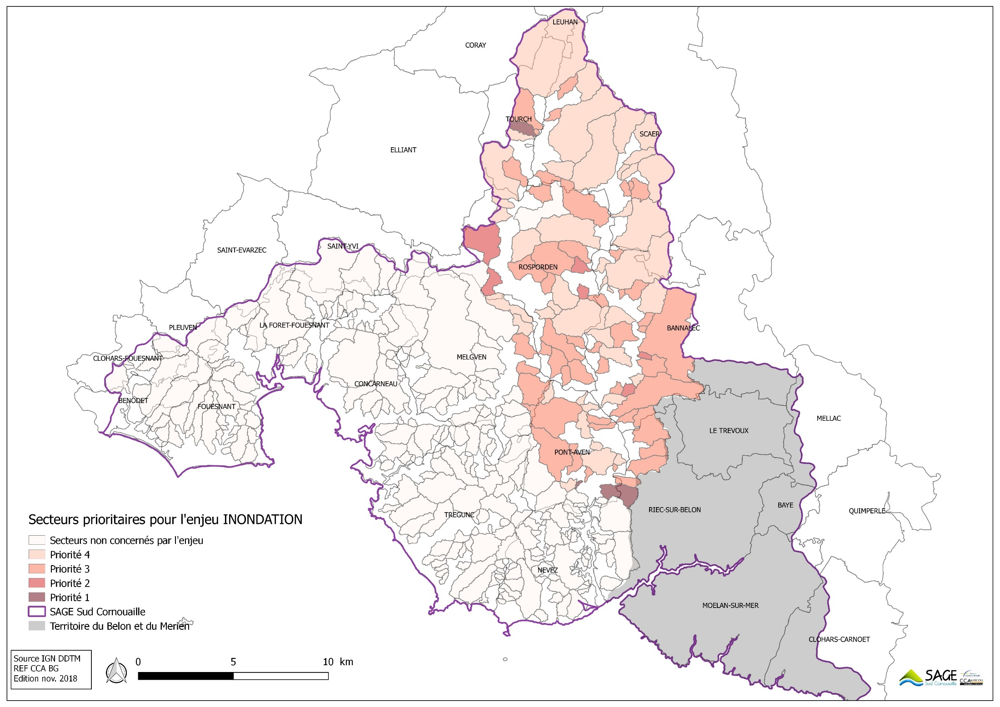 LEUHAN
CORAY
TOURCH
SCAER
ELLIANT
SAINT-YVI
SAINT-EVARZEC
ROSPORDEN
LA FORET-FOUESNANT
PLEUVEN
BANNALEC
CLOHARS-FOUESNANT
MELGVEN
CONCARNEAU
BENODET
FOUESNANT
MELLAC
LE TREVOUX
PONT-AVEN
BAYE
RIEC-SUR-BELON
QUIMPERLE
TREGUNC
NEVEZ
MOELAN-SUR-MER
CLOHARS-CARNOET
Secteurs prioritaires pour l'enjeu INONDATION
Secteurs non concernés par l'enjeu
Priorité 4
Priorité 3
Priorité 2
Priorité 1
SAGE Sud Cornouaille
Territoire du Belon et du Merien
Source IGN DDTM
REF CCA BG
Edition nov. 2018
0 5 10 km
SAGE
Sud Cornouaille
CCA